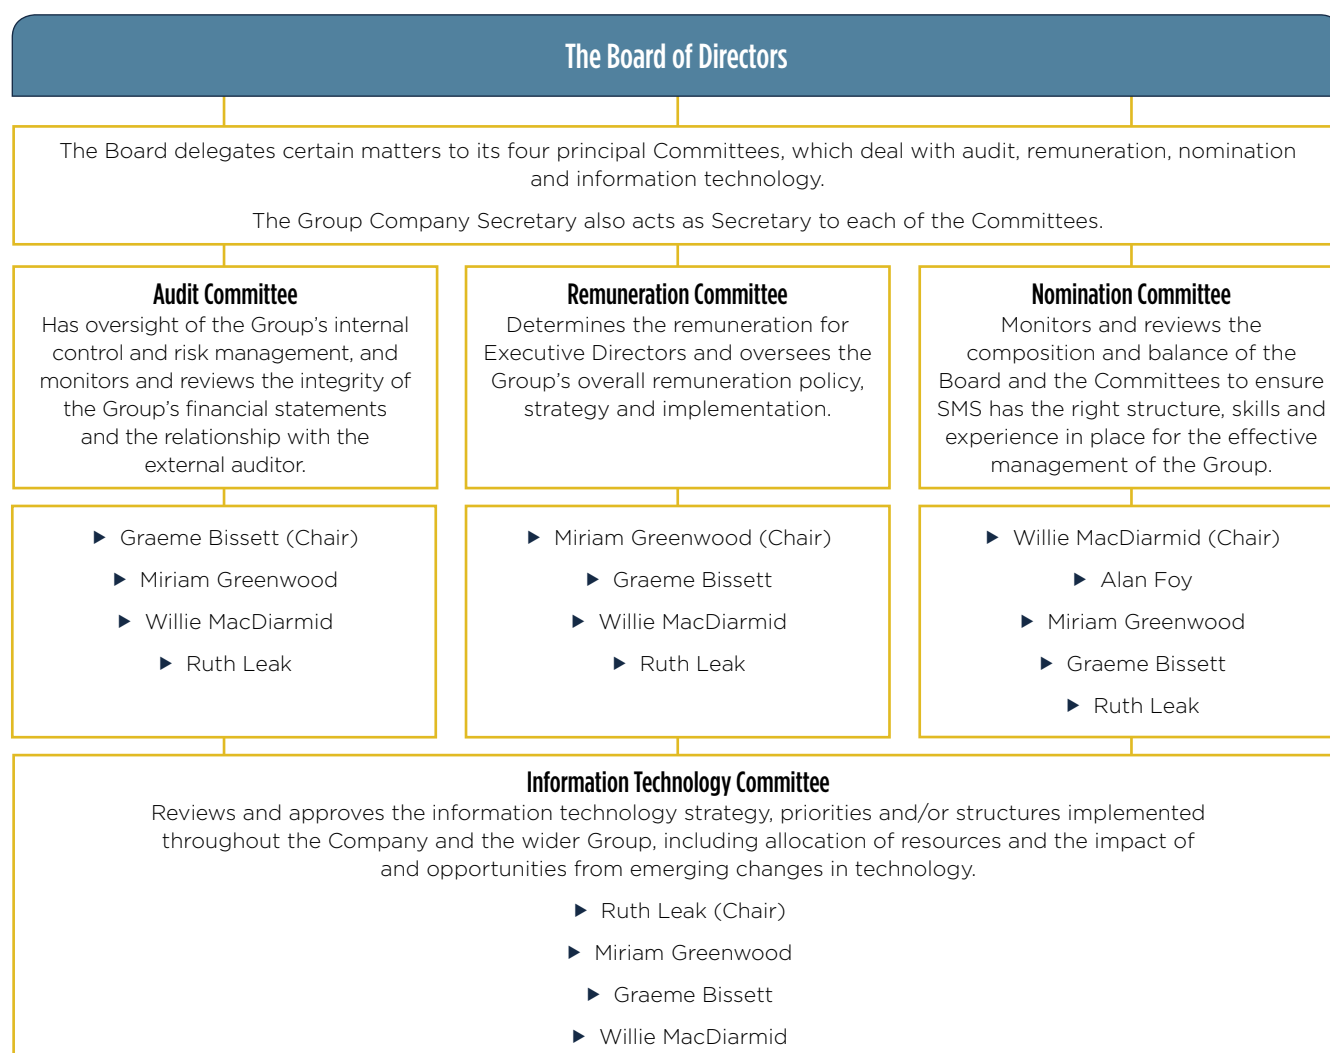 The Board of Directors
The Board delegates certain matters to its four principal Committees, which deal with audit, remuneration, nomination
and information technology.
The Group Company Secretary also acts as Secretary to each of the Committees.
Audit Committee
Has oversight of the Group's internal
control and risk management, and
monitors and reviews the integrity of
the Group's financial statements
and the relationship with the
external auditor.
Remuneration Committee
Determines the remuneration for
Executive Directors and oversees the
Group's overall remuneration policy,
strategy and implementation.
Nomination Committee
Monitors and reviews the
composition and balance of the
Board and the Committees to ensure
SMS has the right structure, skills and
experience in place for the effective
management of the Group.
▶ Graeme Bissett (Chair)
▶ Miriam Greenwood
▶ Willie MacDiarmid
▶ Ruth Leak
▶ Miriam Greenwood (Chair)
▶ Graeme Bissett
▶ Willie MacDiarmid
▶ Ruth Leak
▶ Willie MacDiarmid (Chair)
▶ Alan Foy
▶ Miriam Greenwood
▶ Graeme Bissett
▶ Ruth Leak
Information Technology Committee
Reviews and approves the information technology strategy, priorities and/or structures implemented
throughout the Company and the wider Group, including allocation of resources and the impact of
and opportunities from emerging changes in technology.
▶ Ruth Leak (Chair)
▶ Miriam Greenwood
▶ Graeme Bissett
▶ Willie MacDiarmid